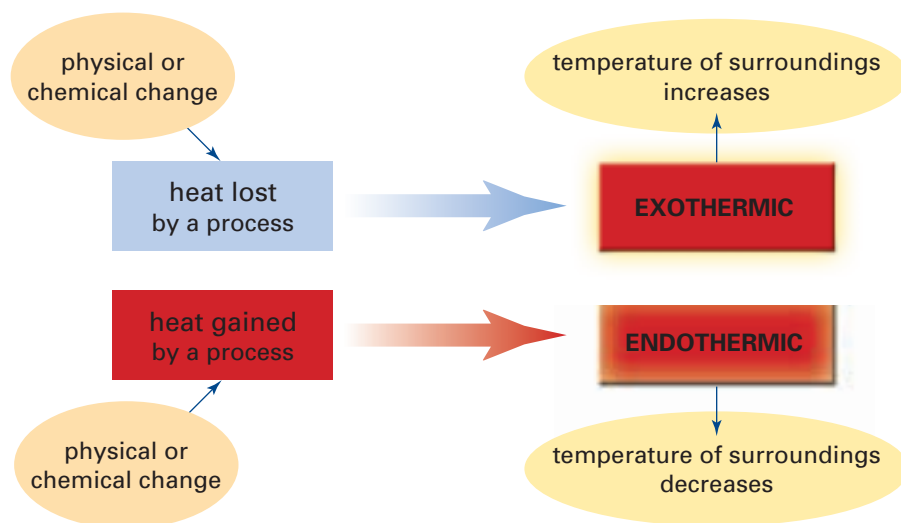 physical or
chemical change
temperature of surroundings
increases
heat lost
by a process
EXOTHERMIC
heat gained
by a process
ENDOTHERMIC
physical or
chemical change
temperature of surroundings
decreases